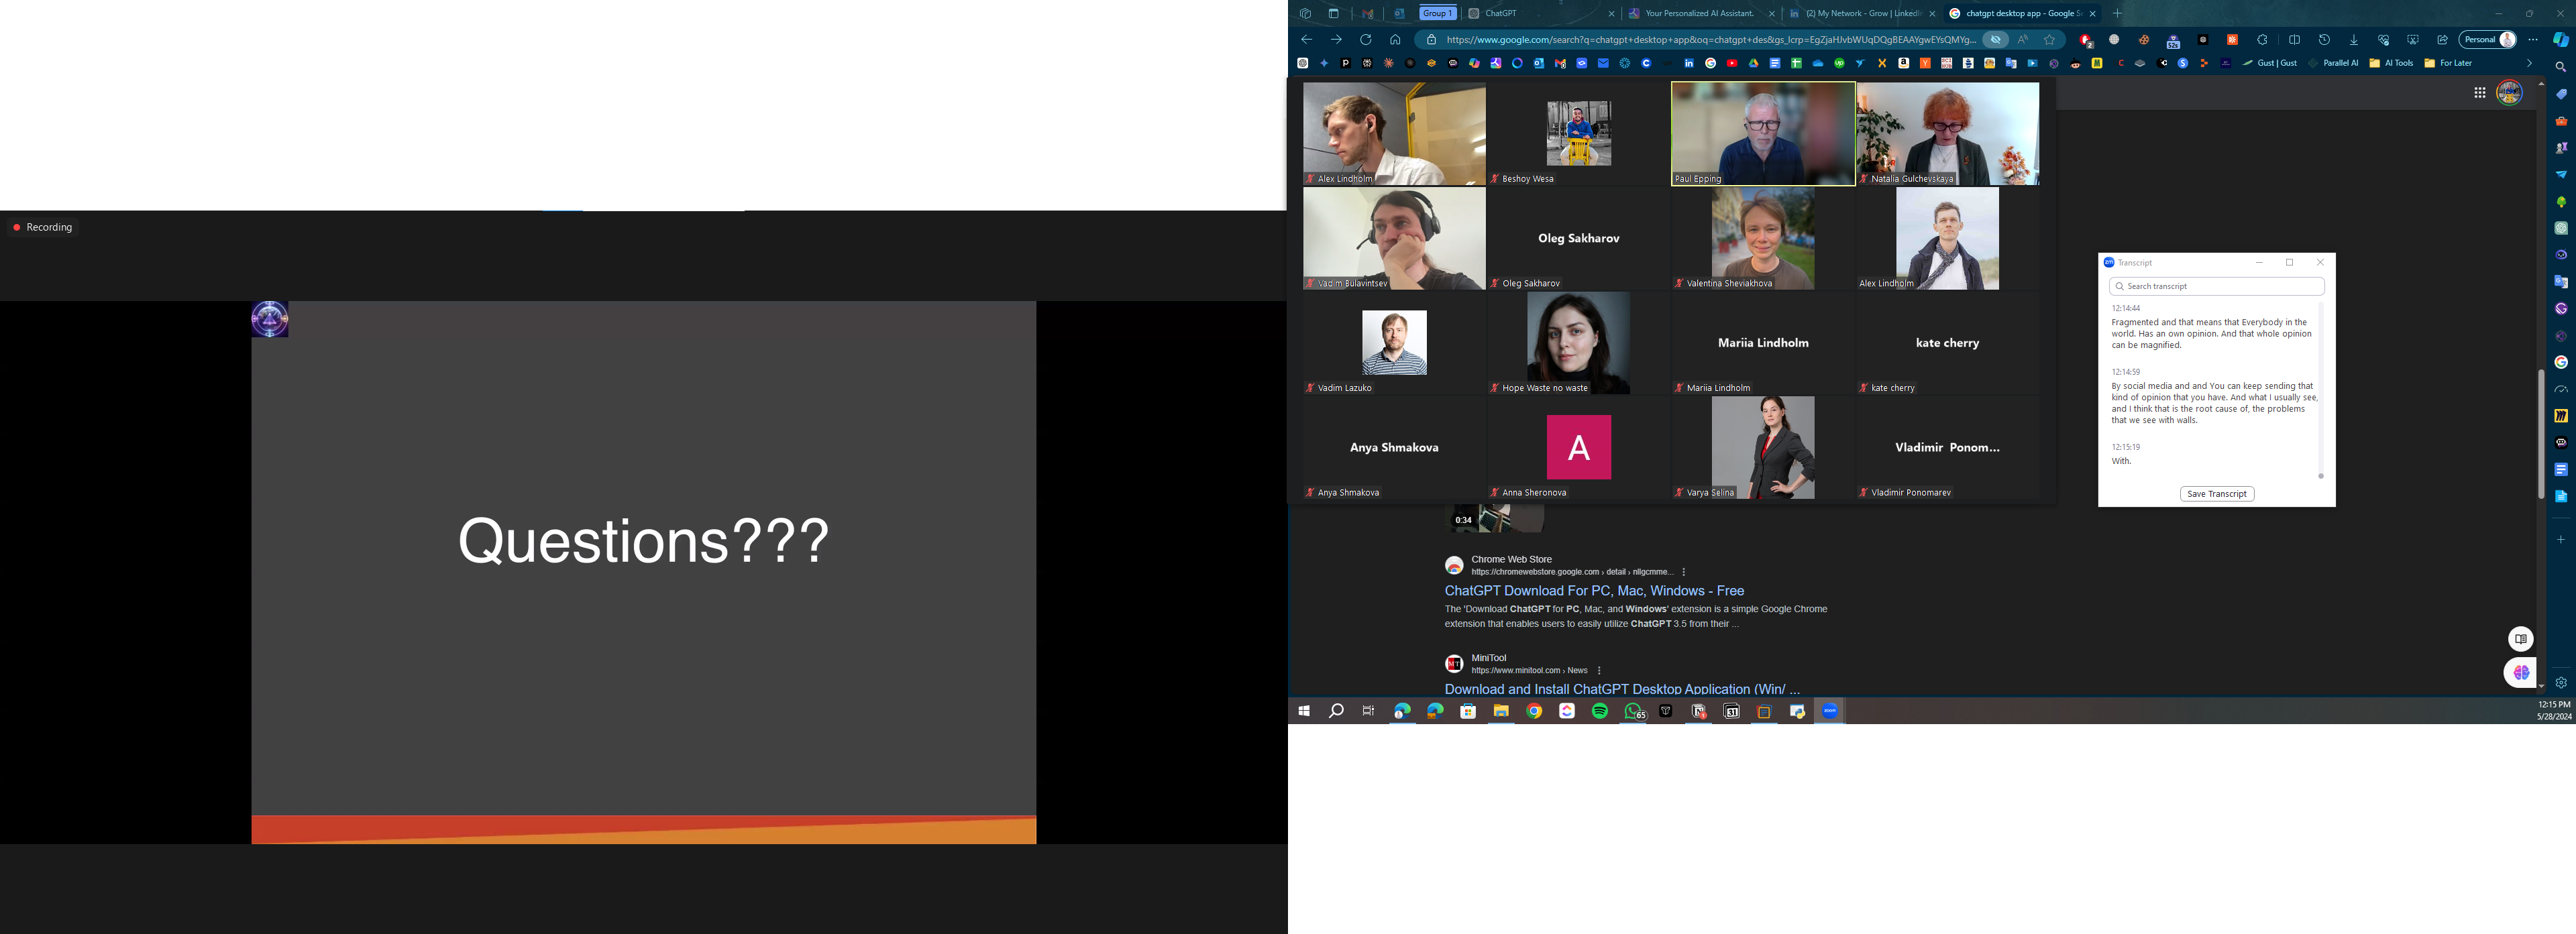 Recording
Questions???
Group 1
ChatGPT
Your Personalized AI Assistant.
(2) My Network - Grow | LinkedIn
chatgpt desktop app - Google Se
https://www.google.com/search?q=chatgpt+desktop+app&oq=chatgpt+des&gs_lcrp=EgZjaHJvbWUqDQgBEAAYgwEYsQMYg...
Personal
Gust | Gust
Parallel AI
AI Tools
For Later
Alex Lindholm
Beshoy Wesa
Paul Epping
Natalia Gulchevskaya
Oleg Sakharov
Vadim Bulavintsev
Oleg Sakharov
Valentina Sheviakhova
Alex Lindholm
Mariia Lindholm
kate cherry
Vadim Lazuko
Hope Waste no waste
Mariia Lindholm
kate cherry
Anya Shmakova
A
Vladimir Ponom...
Anya Shmakova
Anna Sheronova
Varya Selina
Vladimir Ponomarev
Transcript
Search transcript
12:14:44
Fragmented and that means that Everybody in the
world. Has an own opinion. And that whole opinion
can be magnified.
12:14:59
By social media and and You can keep sending that
kind of opinion that you have. And what I usually see,
and I think that is the root cause of, the problems
that we see with walls.
12:15:19
With.
Save Transcript
0:34
Chrome Web Store
https://chromewebstore.google.com › detail › nllgcmme...
ChatGPT Download For PC, Mac, Windows - Free
The 'Download ChatGPT for PC, Mac, and Windows' extension is a simple Google Chrome
extension that enables users to easily utilize ChatGPT 3.5 from their ...
MT
MiniTool
https://www.minitool.com › News
Download and Install ChatGPT Desktop Application (Win/ ...
65
31
zoom
12:15 PM
5/28/2024